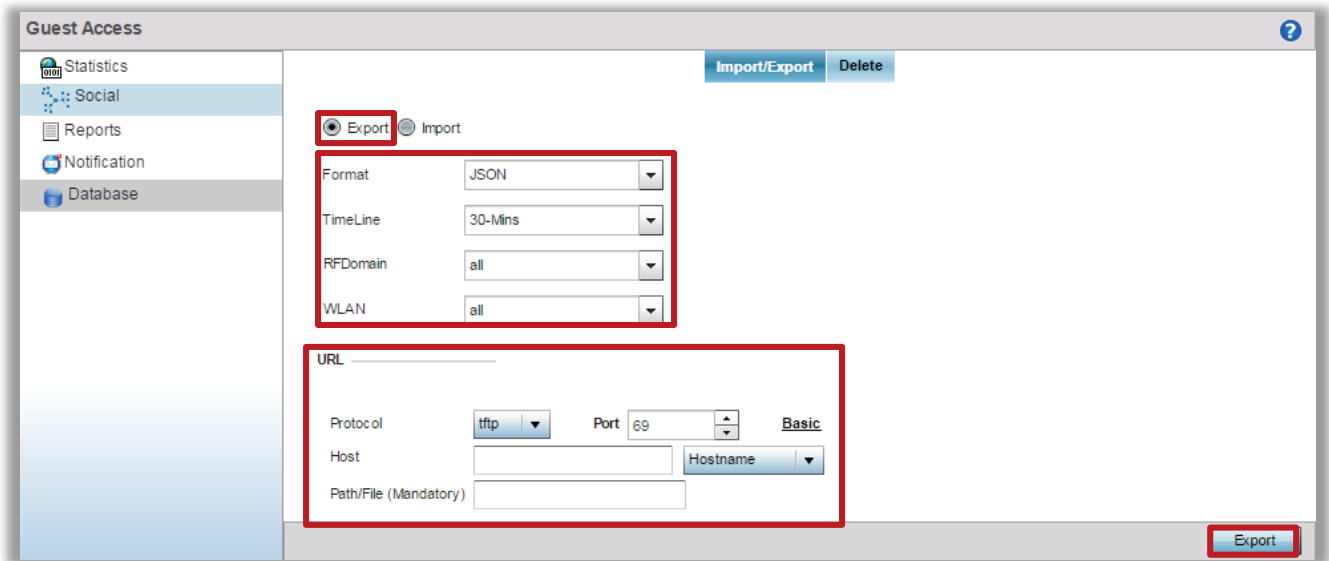 Guest Access
?
Statistics
Social
Reports
Notification
Database
Import/Export Delete
Export Import
Format JSON
TimeLine 30-Mins
RFDomain all
WLAN all
URL
Protocol tftp Port 69 Basic
Host Hostname
Path/File (Mandatory)
Export